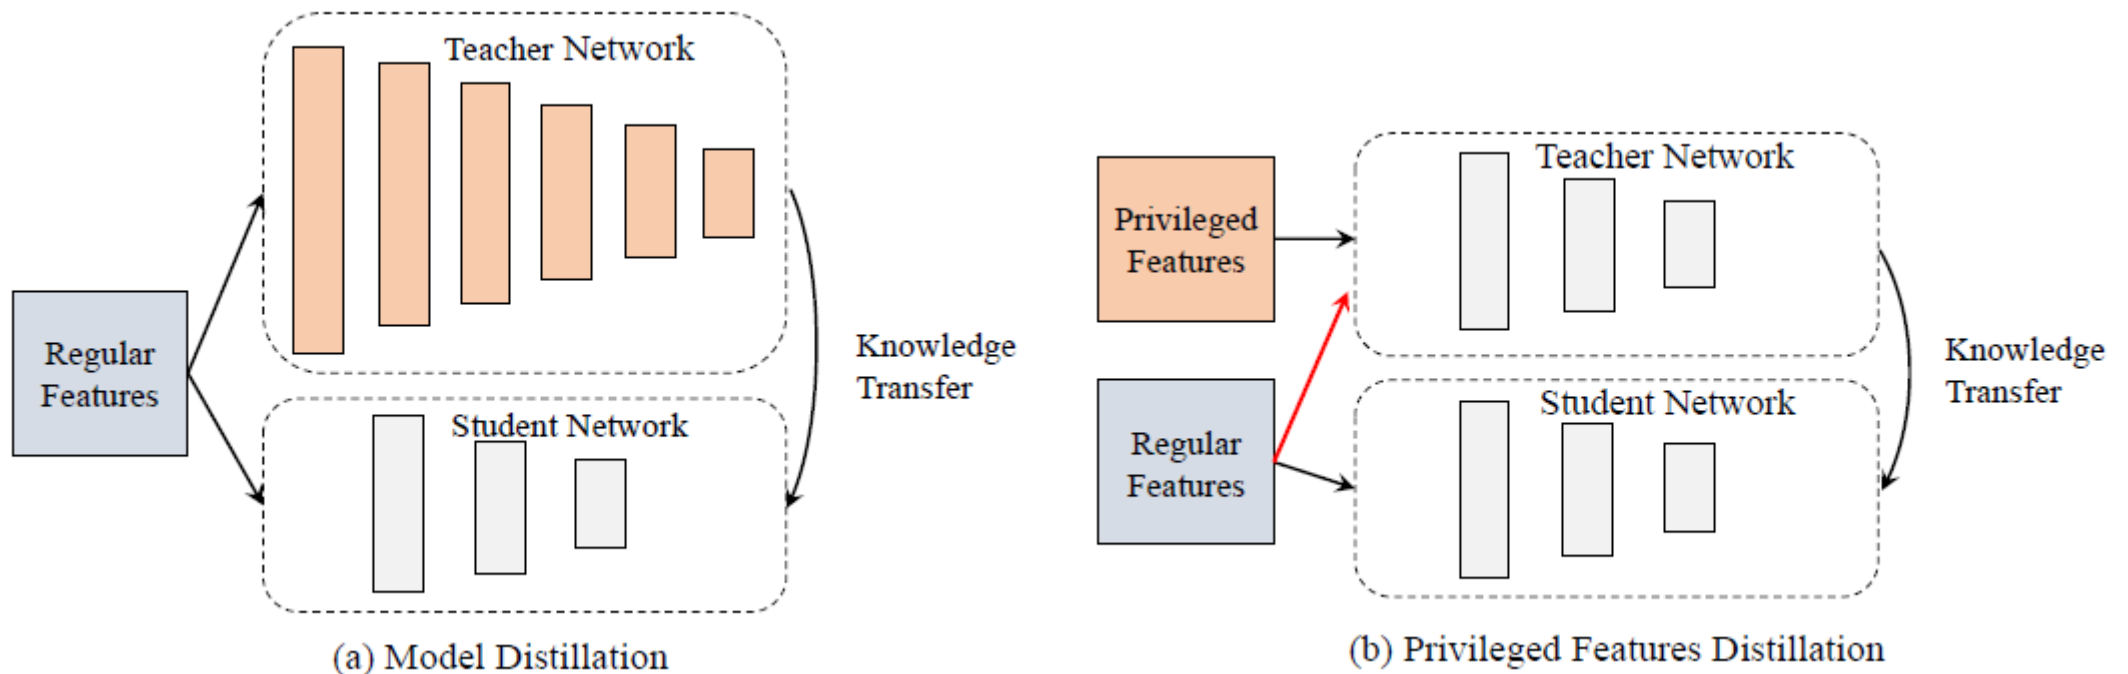 Teacher Network
Regular
Features
Student Network
Knowledge
Transfer
(a) Model Distillation
Privileged
Features
Teacher Network
Regular
Features
Student Network
Knowledge
Transfer
(b) Privileged Features Distillation